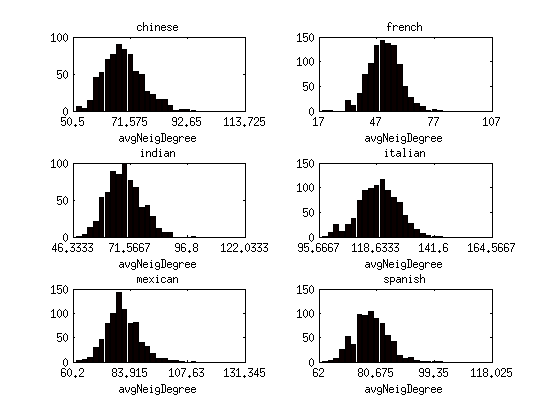 chinese
100
50
0
50,5 71,575 92,65 113,725
avgNeigDegree
french
150
100
50
0
17 47 77 107
avgNeigDegree
indian
100
50
0
46,3333 71,5667 96,8 122,0333
avgNeigDegree
italian
150
100
50
0
95,6667 118,6333 141,6 164,5667
avgNeigDegree
mexican
150
100
50
0
60,2 83,915 107,63 131,345
avgNeigDegree
spanish
150
100
50
0
62 80,675 99,35 118,025
avgNeigDegree